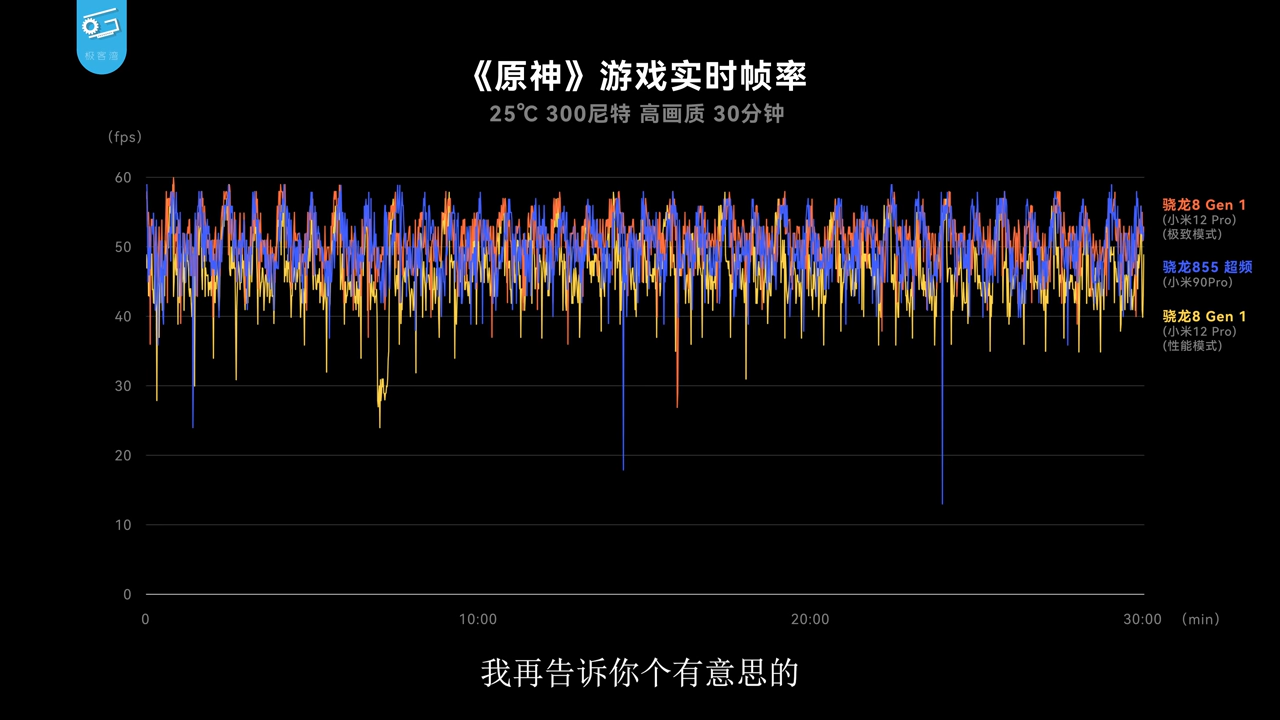 极客湾
《原神》游戏实时帧率
25℃ 300尼特 高画质 30分钟
（fps）
60
50
40
30
20
10
0
0
10:00
20:00
30:00
（min）
骁龙8 Gen 1
(小米12 Pro)
(极致模式)
骁龙855 超频
(小米90Pro)
骁龙8 Gen 1
(小米12 Pro)
(性能模式)
我再告诉你个有意思的